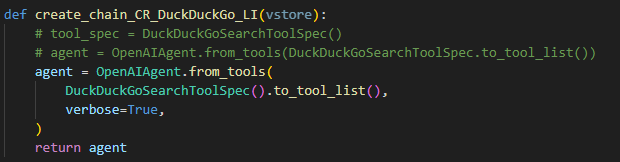 def create_chain_CR_DuckDuckGo_LI(vstore):
    # tool_spec = DuckDuckGoSearchToolSpec()
    # agent = OpenAIAgent.from_tools(DuckDuckGoSearchToolSpec.to_tool_list())
    agent = OpenAIAgent.from_tools(
        DuckDuckGoSearchToolSpec().to_tool_list(),
        verbose=True,
    )
    return agent